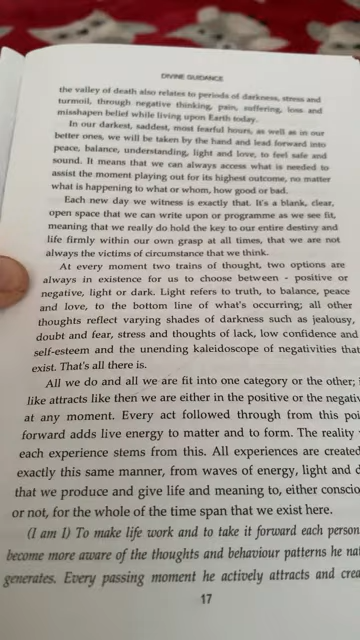 DIVINE GUIDANCE
the valley of death also relates to periods of darkness, stress and
turmoil, through negative thinking, pain, suffering, loss and
misshapen belief while living upon Earth today.
In our darkest, saddest, most fearful hours, as well as in our
better ones, we will be taken by the hand and lead forward into
peace, balance, understanding, light and love, to feel safe and
sound. It means that we can always access what is needed to
assist the moment playing out for its highest outcome, no matter
what is happening to what or whom, how good or bad.
Each new day we witness is exactly that. It's a blank, clear,
open space that we can write upon or programme as we see fit,
meaning that we really do hold the key to our entire destiny and
life firmly within our own grasp at all times, that we are not
always the victims of circumstance that we think.
At every moment two trains of thought, two options are
always in existence for us to choose between - positive or
negative, light or dark. Light refers to truth, to balance, peace
and love, to the bottom line of what's occurring; all other
thoughts reflect varying shades of darkness such as jealousy,
doubt and fear, stress and thoughts of lack, low confidence and
self-esteem and the unending kaleidoscope of negativities that
exist. That's all there is.
All we do and all we are fit into one category or the other;
like attracts like then we are either in the positive or the
at any moment. Every act followed through from this
forward adds live energy to matter and to form. The reality
each experience stems from this. All experiences are created
exactly this same manner, from waves of energy, light and
that we produce and give life and meaning to, either
or not, for the whole of the time span that we exist here.
(I am I) To make life work and to take it forward each person
become more aware of the thoughts and behaviour patterns he
generates. Every passing moment he actively attracts and
17